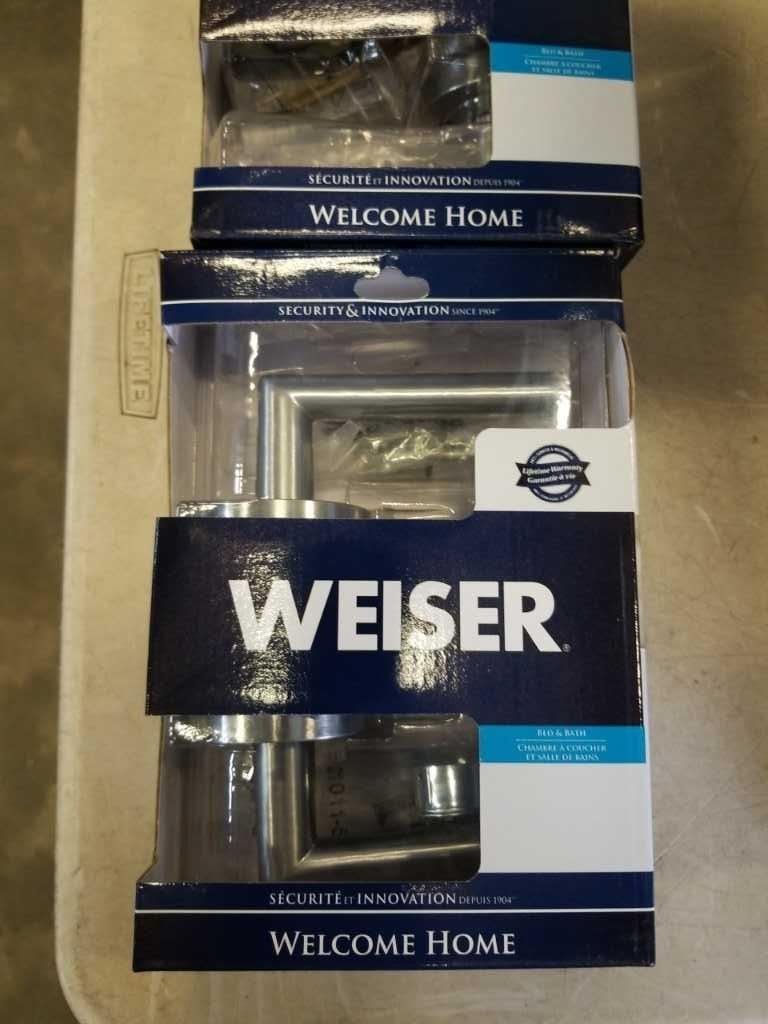 BED & BATH
CHAMBRE À COUCHER
ET SALLE DE BAINS
SÉCURITÉ ET INNOVATION DEPUIS 1904
WELCOME HOME
LIFETIME
SECURITY & INNOVATION SINCE 1904
Lifetime Warranty
Garantie à vie
WEISER®
BED & BATH
CHAMBRE À COUCHER
ET SALLE DE BAINS
SÉCURITÉ ET INNOVATION DEPUIS 1904
WELCOME HOME